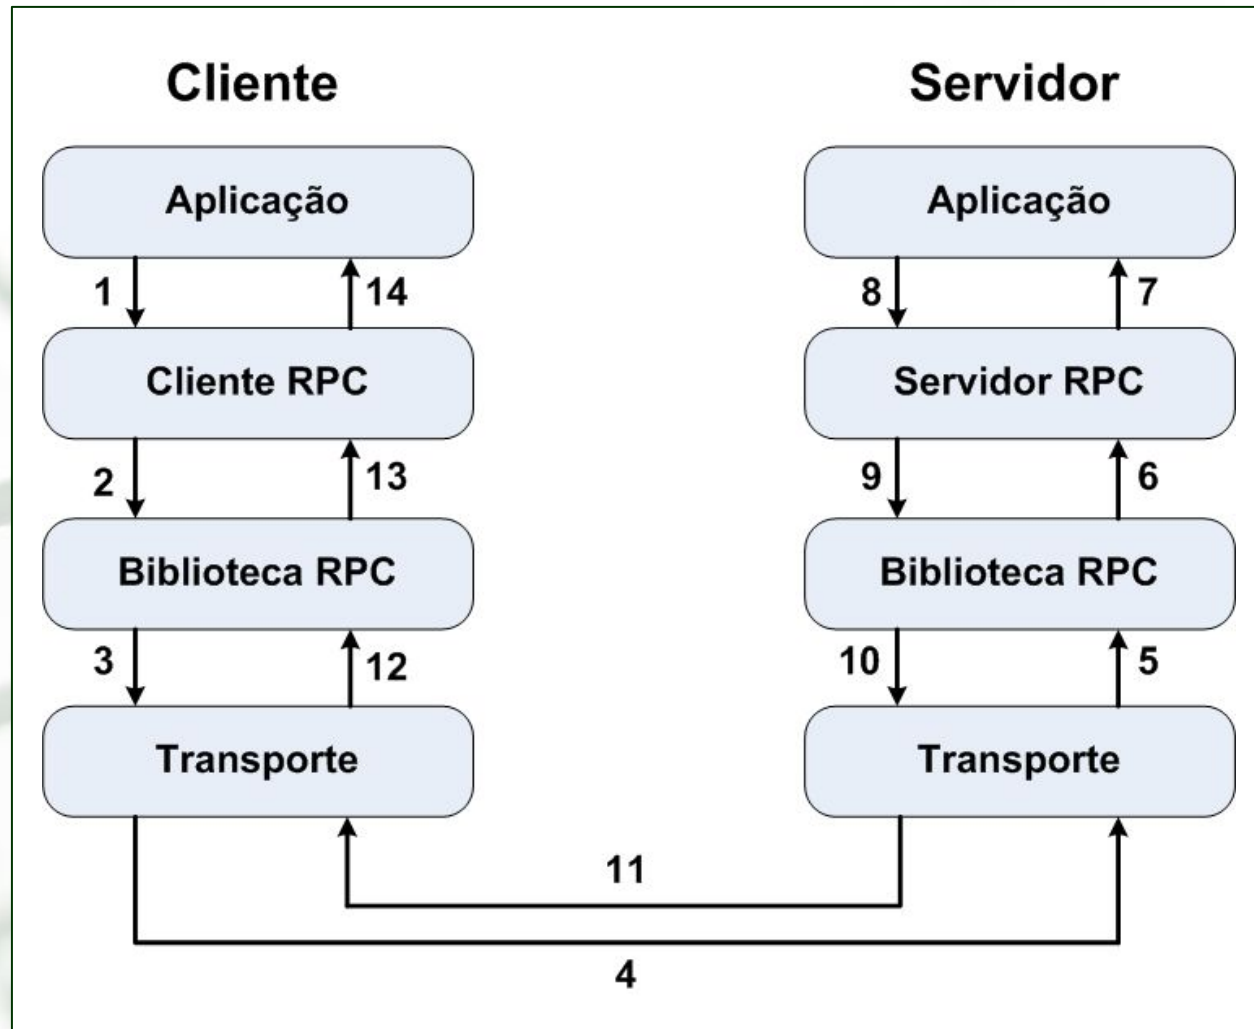 Cliente
Servidor
Aplicação
Aplicação
1
14
8
7
Cliente RPC
Servidor RPC
2
13
9
6
Biblioteca RPC
Biblioteca RPC
3
12
10
5
Transporte
Transporte
11
4